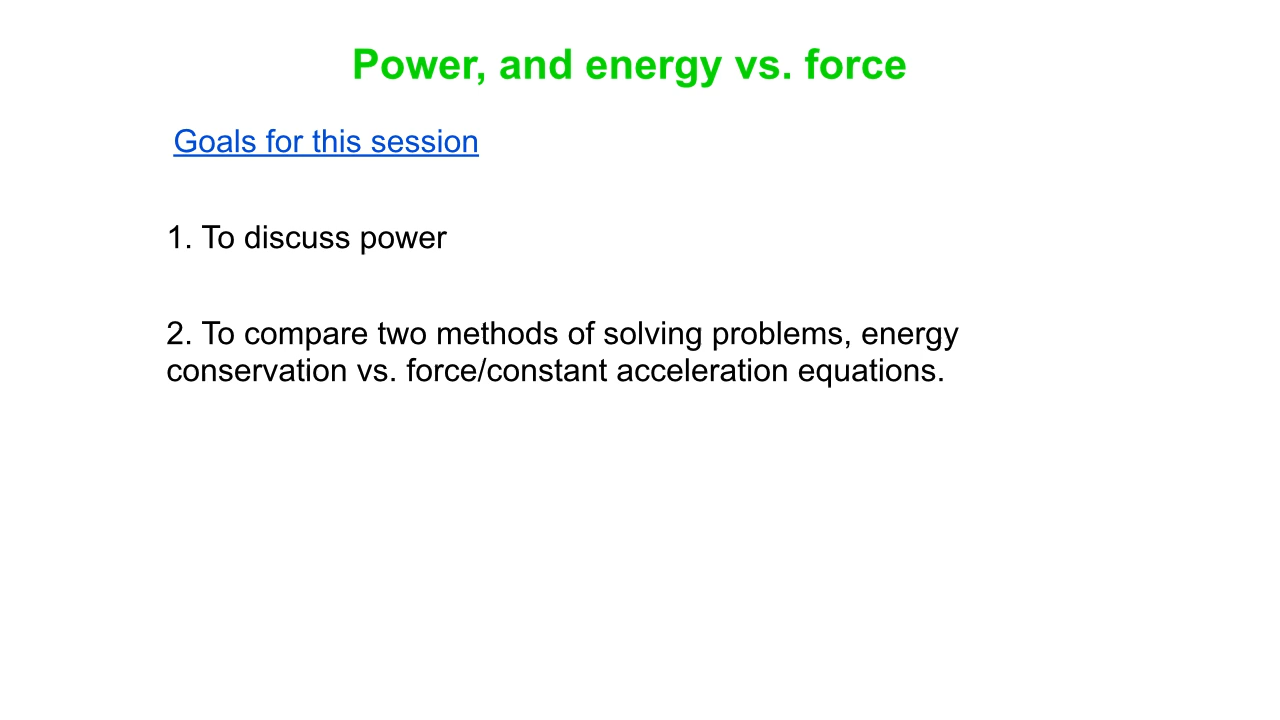 Power, and energy vs. force
Goals for this session
1. To discuss power
2. To compare two methods of solving problems, energy
conservation vs. force/constant acceleration equations.